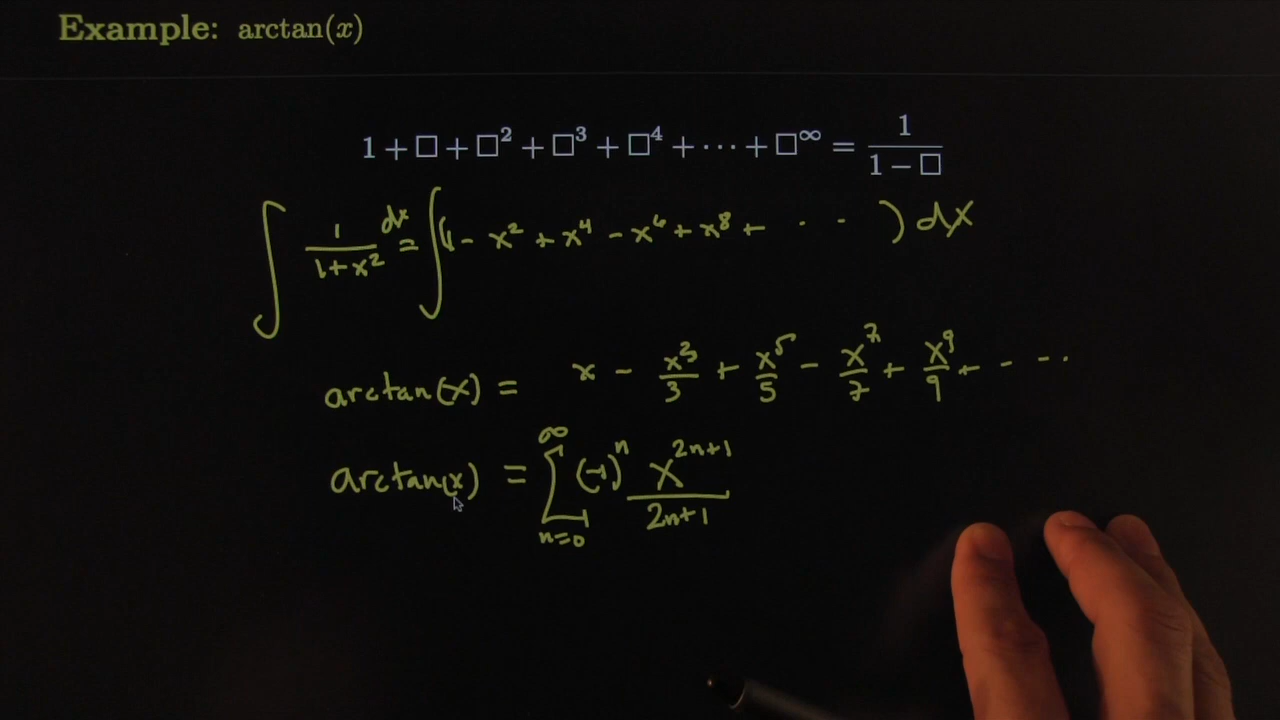 Example: arctan(x)
1 + □ + □² + □³ + □⁴ + ⋯ + □^∞ = 1/(1 − □)
∫ 1/(1+x²) dx = ∫(1 − x² + x⁴ − x⁶ + x⁸ + ⋯ ) dx
arctan(x) = x − x³/3 + x⁵/5 − x⁷/7 + x⁹/9 + ⋯
arctan(x) = ∑_{n=0}^{∞} (-1)^n x^{2n+1}/(2n+1)